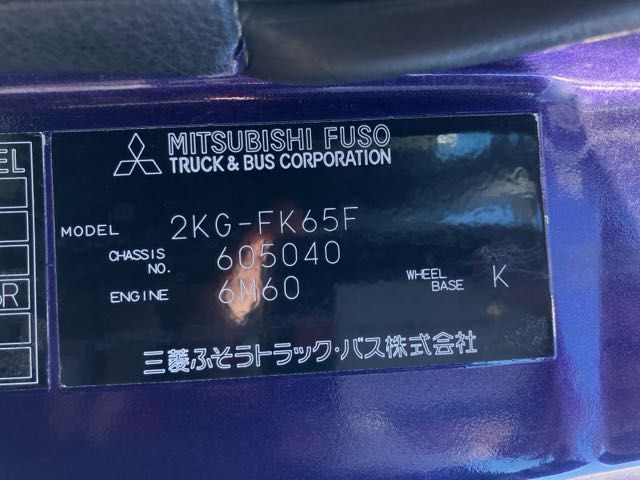 MITSUBISHI FUSO
TRUCK & BUS CORPORATION
MODEL 2KG-FK65F
CHASSIS NO. 605040
ENGINE 6M60
WHEEL BASE K
三菱ふそうトラック・バス株式会社
EL